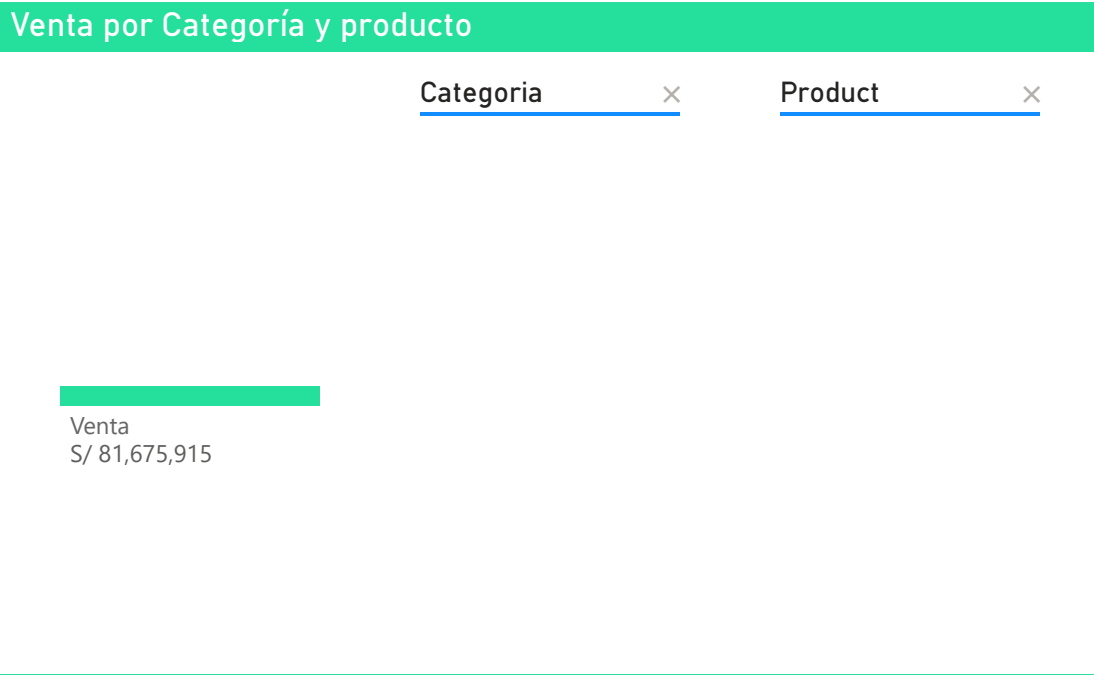 Venta por Categoría y producto
Categoria
Product
Venta
S/ 81,675,915